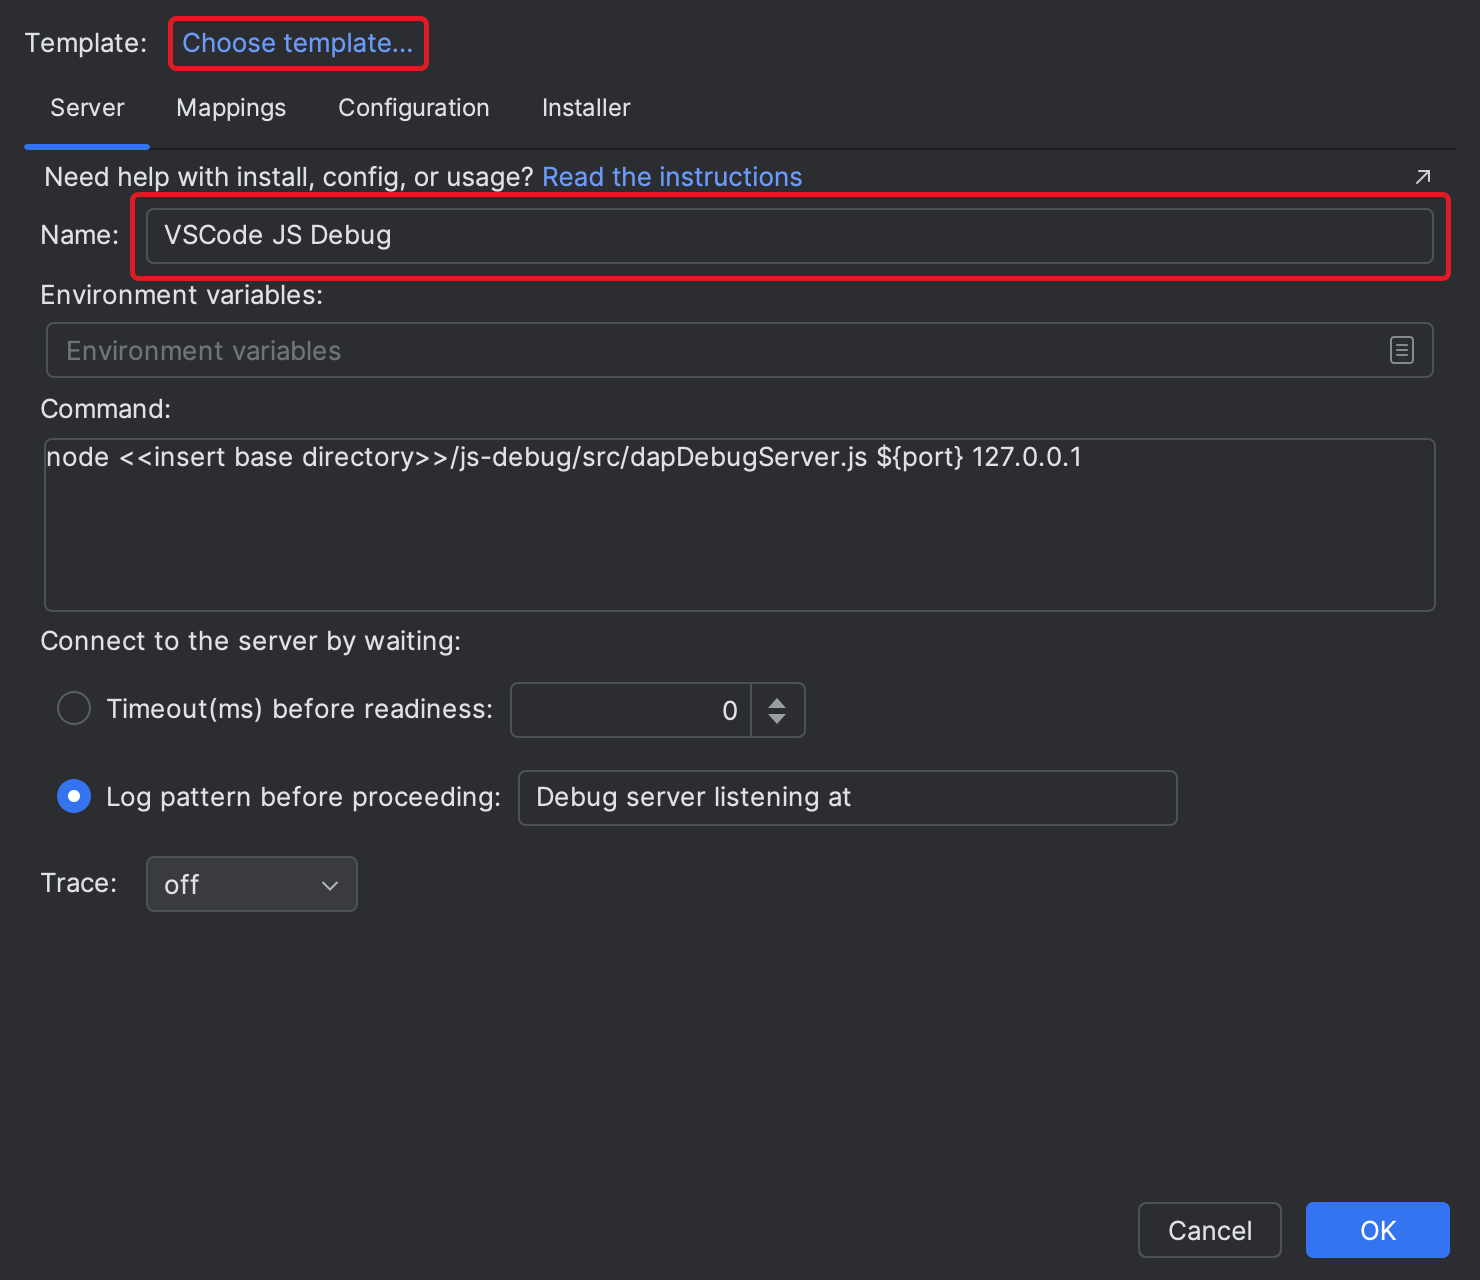 Template: Choose template...
Server Mappings Configuration Installer
Need help with install, config, or usage? Read the instructions
Name: VSCode JS Debug
Environment variables:
Environment variables
Command:
node <<insert base directory>>/js-debug/src/dapDebugServer.js ${port} 127.0.0.1
Connect to the server by waiting:
Timeout(ms) before readiness: 0
Log pattern before proceeding: Debug server listening at
Trace: off
Cancel OK